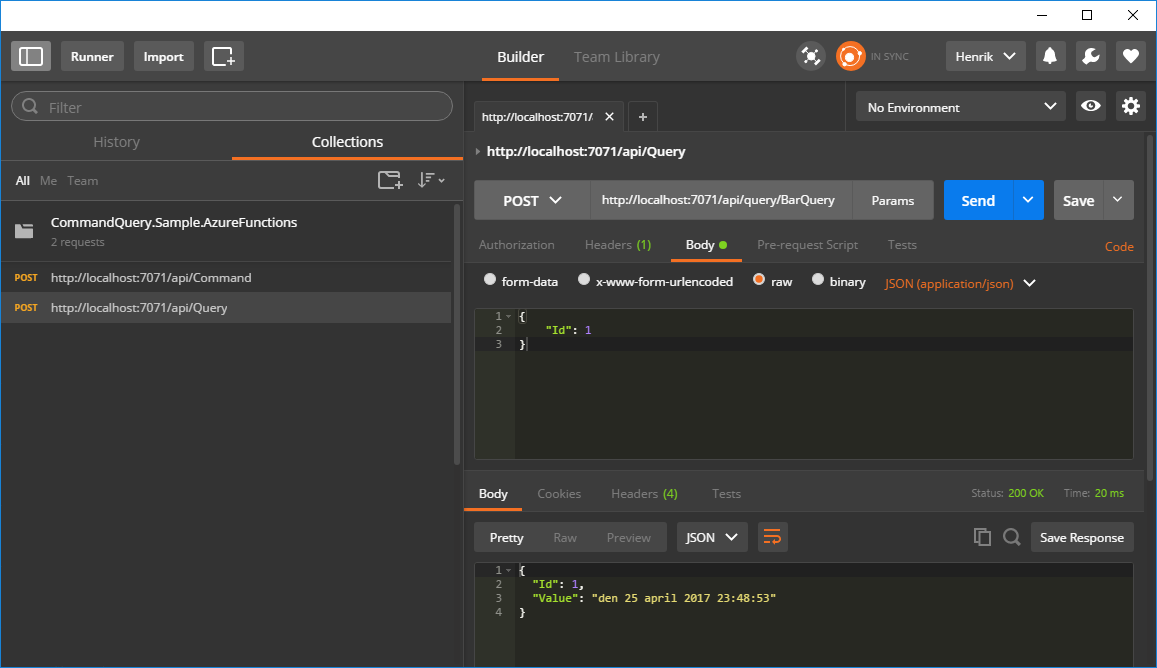 Runner Import Builder Team Library IN SYNC Henrik
Filter
History Collections
All Me Team
CommandQuery.Sample.AzureFunctions
2 requests
POST http://localhost:7071/api/Command
POST http://localhost:7071/api/Query
http://localhost:7071/ No Environment
http://localhost:7071/api/Query
POST http://localhost:7071/api/query/BarQuery Params Send Save
Authorization Headers (1) Body Pre-request Script Tests Code
form-data x-www-form-urlencoded raw binary JSON (application/json)
1 {
2 "Id": 1
3 }
Body Cookies Headers (4) Tests Status: 200 OK Time: 20 ms
Pretty Raw Preview JSON Save Response
1 {
2 "Id": 1,
3 "Value": "den 25 april 2017 23:48:53"
4 }